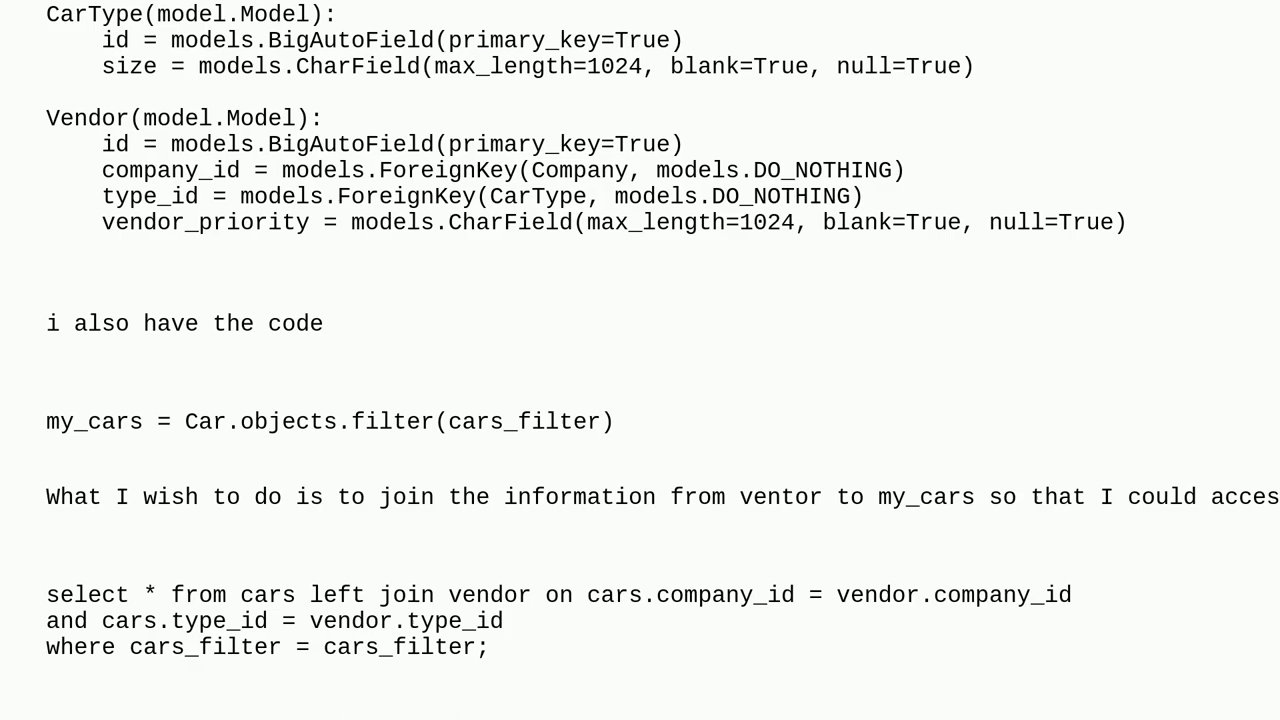 CarType(model.Model):
    id = models.BigAutoField(primary_key=True)
    size = models.CharField(max_length=1024, blank=True, null=True)
Vendor(model.Model):
    id = models.BigAutoField(primary_key=True)
    company_id = models.ForeignKey(Company, models.DO_NOTHING)
    type_id = models.ForeignKey(CarType, models.DO_NOTHING)
    vendor_priority = models.CharField(max_length=1024, blank=True, null=True)
i also have the code
my_cars = Car.objects.filter(cars_filter)
What I wish to do is to join the information from ventor to my_cars so that I could acces
select * from cars left join vendor on cars.company_id = vendor.company_id
and cars.type_id = vendor.type_id
where cars_filter = cars_filter;